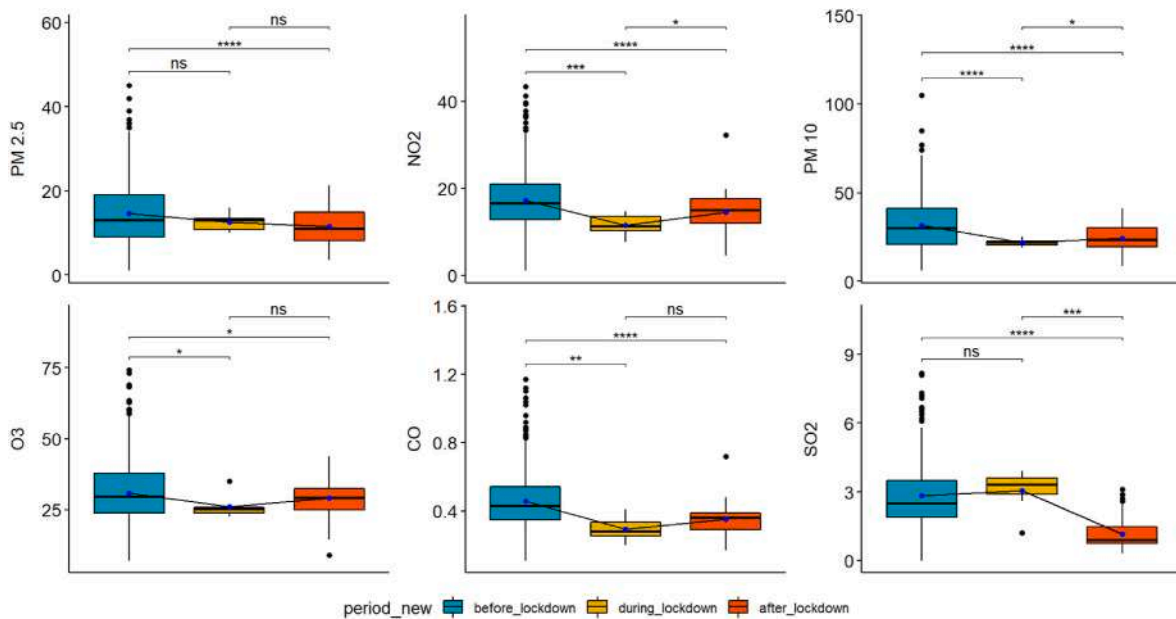 60
40
20
0
PM 2.5
ns
****
ns
40
20
0
NO2
*
****
***
150
100
50
0
PM 10
*
****
****
75
50
25
O3
ns
*
*
1.6
1.2
0.8
0.4
CO
ns
****
**
9
6
3
0
SO2
***
****
ns
period_new before_lockdown during_lockdown after_lockdown